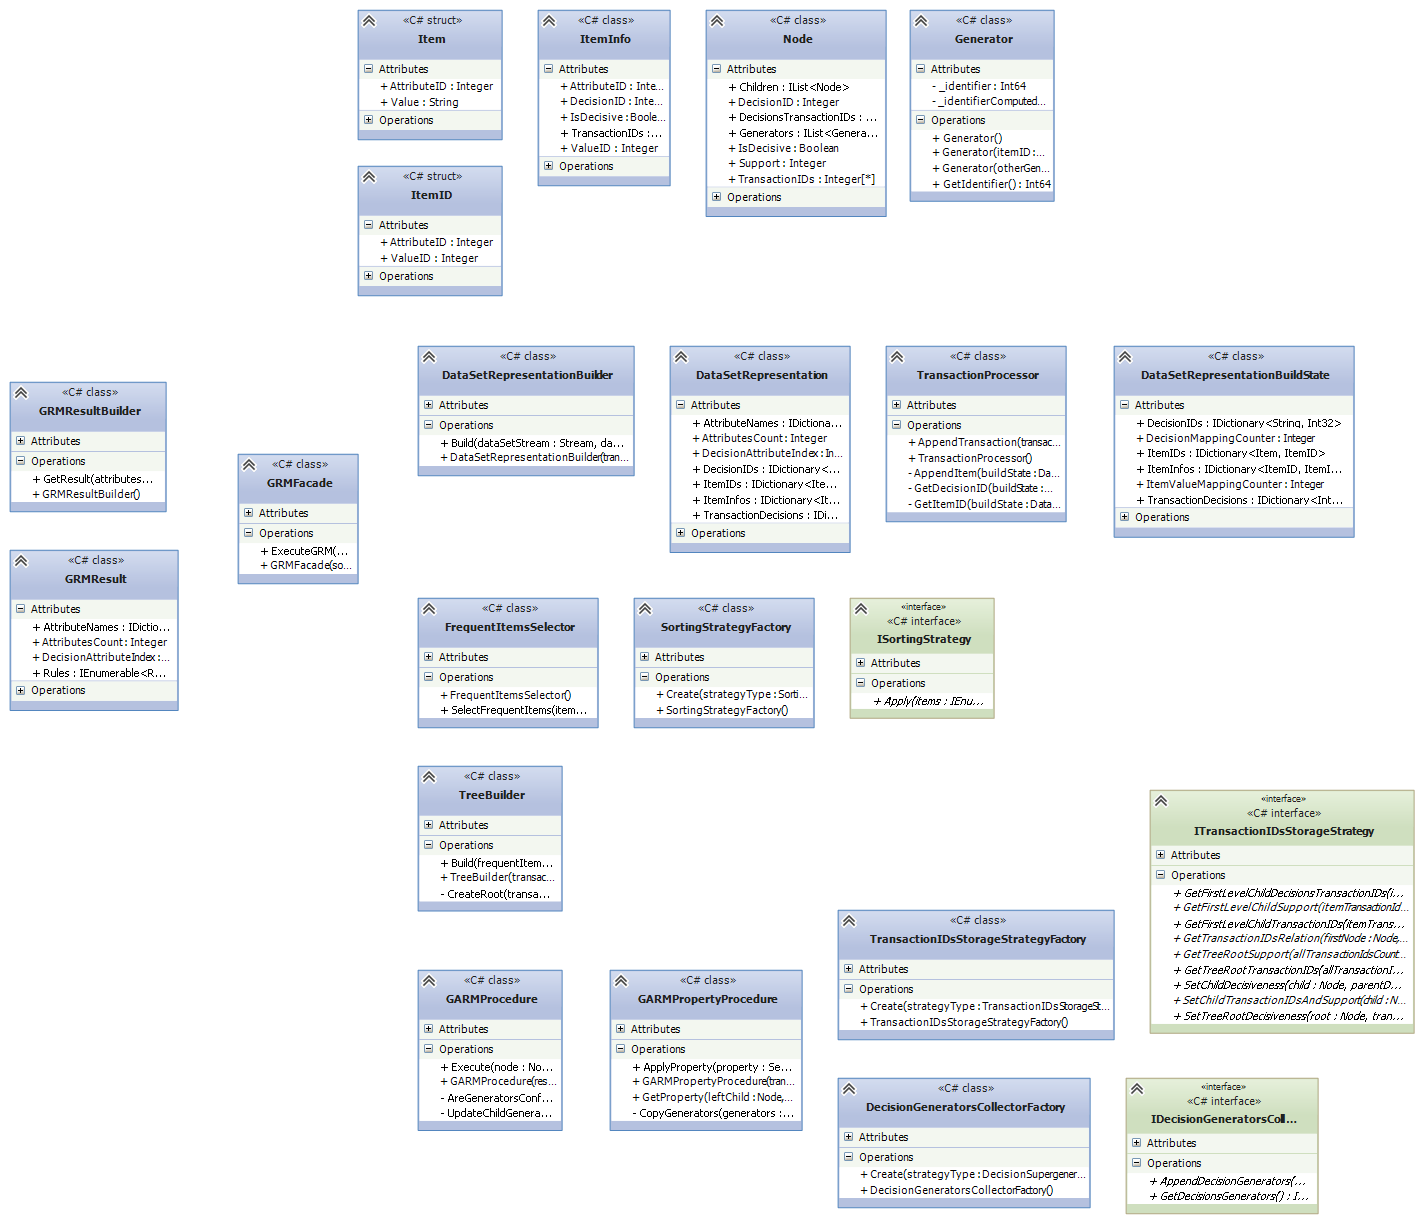 «C# struct»
Item
Attributes
+ AttributeID : Integer
+ Value : String
Operations
«C# class»
ItemInfo
Attributes
+ AttributeID : Inte...
+ DecisionID : Inte...
+ IsDecisive : Boole...
+ TransactionIDs : ...
+ ValueID : Integer
Operations
«C# class»
Node
Attributes
+ Children : IList<Node>
+ DecisionID : Integer
+ DecisionsTransactionIDs : ...
+ Generators : IList<Genera...
+ IsDecisive : Boolean
+ Support : Integer
+ TransactionIDs : Integer[*]
Operations
«C# class»
Generator
Attributes
- _identifier : Int64
- _identifierComputed...
Operations
+ Generator()
+ Generator(itemID : ...
+ Generator(otherGen...
+ GetIdentifier() : Int64
«C# struct»
ItemID
Attributes
+ AttributeID : Integer
+ ValueID : Integer
Operations
«C# class»
GRMResultBuilder
Attributes
Operations
+ GetResult(attributes...
+ GRMResultBuilder()
«C# class»
GRMResult
Attributes
+ AttributeNames : IDictio...
+ AttributesCount : Integer
+ DecisionAttributeIndex : ...
+ Rules : IEnumerable<R...
Operations
«C# class»
GRMFacade
Attributes
Operations
+ ExecuteGRM(...
+ GRMFacade(so...
«C# class»
DataSetRepresentationBuilder
Attributes
Operations
+ Build(dataSetStream : Stream, da...
+ DataSetRepresentationBuilder(tran...
«C# class»
DataSetRepresentation
Attributes
+ AttributeNames : IDictiona...
+ AttributesCount : Integer
+ DecisionAttributeIndex : In...
+ DecisionIDs : IDictionary<...
+ ItemIDs : IDictionary<Ite...
+ ItemInfos : IDictionary<It...
+ TransactionDecisions : IDi...
Operations
«C# class»
TransactionProcessor
Attributes
Operations
+ AppendTransaction(transac...
+ TransactionProcessor()
- AppendItem(buildState : Da...
- GetDecisionID(buildState : ...
- GetItemID(buildState : Data...
«C# class»
DataSetRepresentationBuildState
Attributes
+ DecisionIDs : IDictionary<String, Int32>
+ DecisionMappingCounter : Integer
+ ItemIDs : IDictionary<Item, ItemID>
+ ItemInfos : IDictionary<ItemID, ItemI...
+ ItemValueMappingCounter : Integer
+ TransactionDecisions : IDictionary<Int...
Operations
«C# class»
FrequentItemsSelector
Attributes
Operations
+ FrequentItemsSelector()
+ SelectFrequentItems(item...
«C# class»
SortingStrategyFactory
Attributes
Operations
+ Create(strategyType : Sorti...
+ SortingStrategyFactory()
«interface»
«C# interface»
ISortingStrategy
Attributes
Operations
+ Apply(items : IEnu...
«C# class»
TreeBuilder
Attributes
Operations
+ Build(frequentItem...
+ TreeBuilder(transac...
- CreateRoot(transa...
«interface»
«C# interface»
ITransactionIDsStorageStrategy
Attributes
Operations
+ GetFirstLevelChildDecisionsTransactionIDs(i...
+ GetFirstLevelChildSupport(itemTransactionId...
+ GetFirstLevelChildTransactionIDs(itemTrans...
+ GetTransactionIDsRelation(firstNode : Node,...
+ GetTreeRootSupport(allTransactionIdsCount...
+ GetTreeRootTransactionIDs(allTransactionI...
+ SetChildDecisiveness(child : Node, parentD...
+ SetChildTransactionIDsAndSupport(child : N...
+ SetTreeRootDecisiveness(root : Node, tran...
«C# class»
TransactionIDsStorageStrategyFactory
Attributes
Operations
+ Create(strategyType : TransactionIDsStorageSt...
+ TransactionIDsStorageStrategyFactory()
«C# class»
GARMProcedure
Attributes
Operations
+ Execute(node : No...
+ GARMProcedure(res...
- AreGeneratorsConf...
- UpdateChildGenera...
«C# class»
GARMPropertyProcedure
Attributes
Operations
+ ApplyProperty(property : Se...
+ GARMPropertyProcedure(tran...
+ GetProperty(leftChild : Node,...
- CopyGenerators(generators : ...
«C# class»
DecisionGeneratorsCollectorFactory
Attributes
Operations
+ Create(strategyType : DecisionSupergener...
+ DecisionGeneratorsCollectorFactory()
«interface»
«C# interface»
IDecisionGeneratorsColl...
Attributes
Operations
+ AppendDecisionGenerators(...
+ GetDecisionsGenerators() : I...